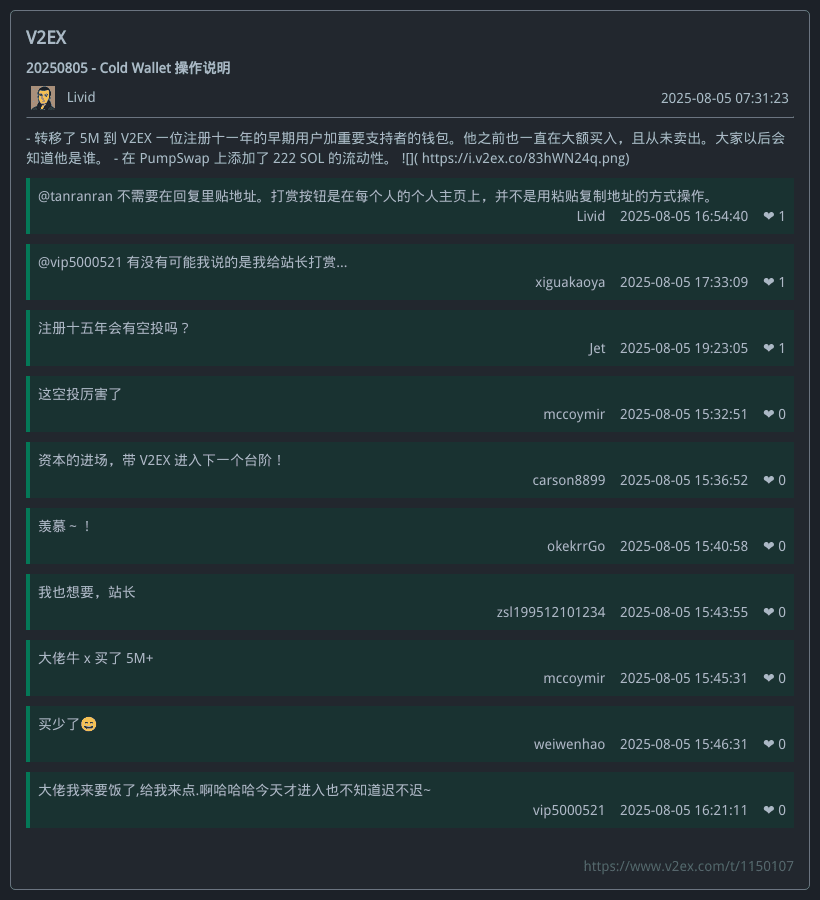 V2EX
20250805 - Cold Wallet 操作说明
Livid 2025-08-05 07:31:23
- 转移了 5M 到 V2EX 一位注册十一年的早期用户加重要支持者的钱包。他之前也一直在大额买入，且从未卖出。大家以后会
知道他是谁。 - 在 PumpSwap 上添加了 222 SOL 的流动性。 ![]( https://i.v2ex.co/83hWN24q.png)
@tanranran 不需要在回复里贴地址。打赏按钮是在每个人的个人主页上，并不是用粘贴复制地址的方式操作。
Livid 2025-08-05 16:54:40 ❤ 1
@vip5000521 有没有可能我说的是我给站长打赏...
xiguakaoya 2025-08-05 17:33:09 ❤ 1
注册十五年会有空投吗？
Jet 2025-08-05 19:23:05 ❤ 1
这空投厉害了
mccoymir 2025-08-05 15:32:51 ❤ 0
资本的进场，带 V2EX 进入下一个台阶！
carson8899 2025-08-05 15:36:52 ❤ 0
羡慕 ~ ！
okekrrGo 2025-08-05 15:40:58 ❤ 0
我也想要，站长
zsl199512101234 2025-08-05 15:43:55 ❤ 0
大佬牛 x 买了 5M+
mccoymir 2025-08-05 15:45:31 ❤ 0
买少了😄
weiwenhao 2025-08-05 15:46:31 ❤ 0
大佬我来要饭了,给我来点.啊哈哈哈今天才进入也不知道迟不迟~
vip5000521 2025-08-05 16:21:11 ❤ 0
https://www.v2ex.com/t/1150107